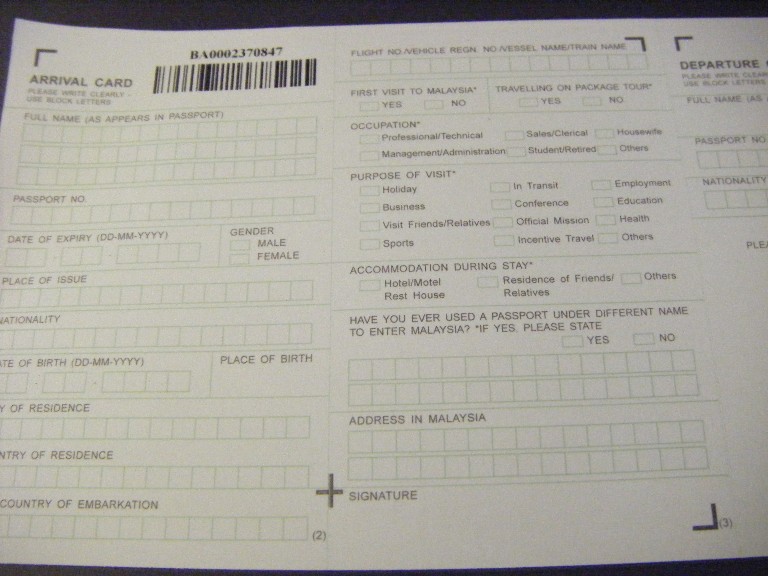 BA0002370847
ARRIVAL CARD
PLEASE WRITE CLEARLY -
USE BLOCK LETTERS
FULL NAME (AS APPEARS IN PASSPORT)
PASSPORT NO.
DATE OF EXPIRY (DD-MM-YYYY)
GENDER
MALE
FEMALE
PLACE OF ISSUE
NATIONALITY
ATE OF BIRTH (DD-MM-YYYY)
PLACE OF BIRTH
Y OF RESIDENCE
NTRY OF RESIDENCE
COUNTRY OF EMBARKATION
(2)
FLIGHT NO./VEHICLE REGN. NO./VESSEL NAME/TRAIN NAME
FIRST VISIT TO MALAYSIA*
YES NO
TRAVELLING ON PACKAGE TOUR*
YES NO
OCCUPATION*
Professional/Technical Sales/Clerical Housewife
Management/Administration Student/Retired Others
PURPOSE OF VISIT*
Holiday In Transit Employment
Business Conference Education
Visit Friends/Relatives Official Mission Health
Sports Incentive Travel Others
ACCOMMODATION DURING STAY*
Hotel/Motel Residence of Friends/ Others
Rest House Relatives
HAVE YOU EVER USED A PASSPORT UNDER DIFFERENT NAME
TO ENTER MALAYSIA? *IF YES, PLEASE STATE
YES NO
ADDRESS IN MALAYSIA
SIGNATURE
(3)
DEPARTURE
PLEASE WRITE CLEAR
USE BLOCK LETTERS
FULL NAME (AS
PASSPORT NO
NATIONALITY
PLE